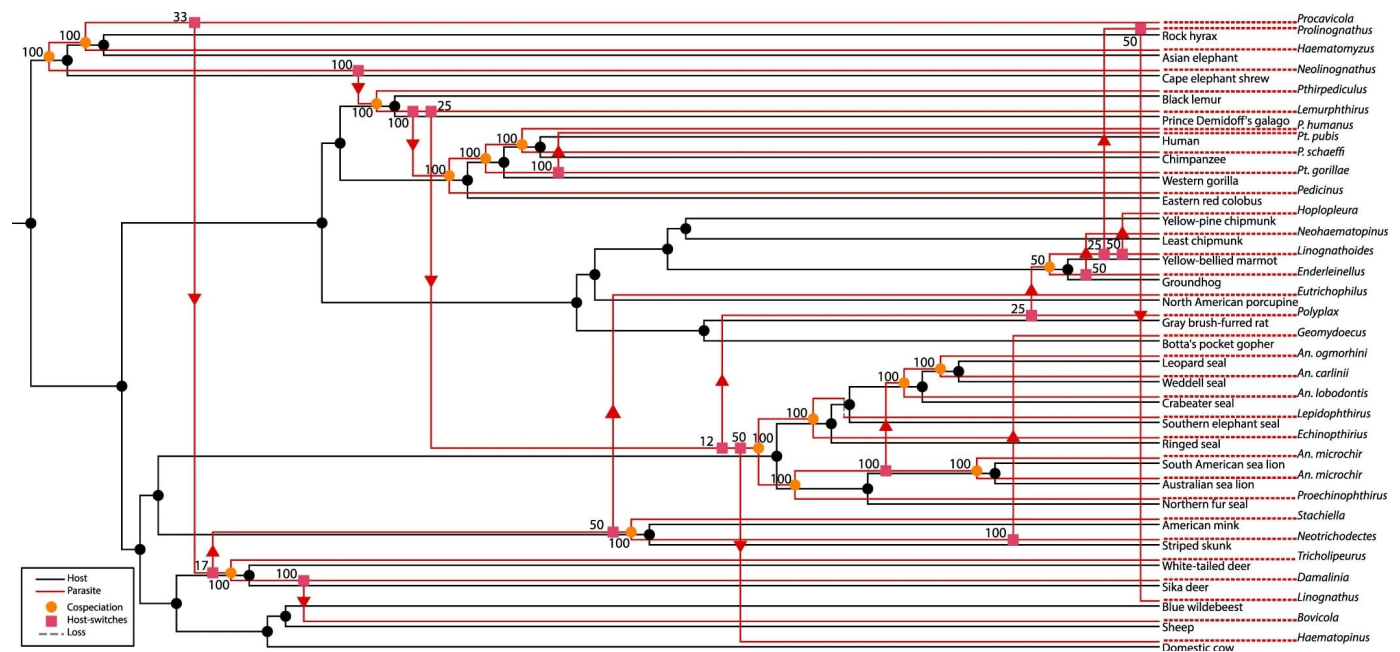 33
Procavicola
Prolinognathus
100
50
Rock hyrax
100
Haematomyzus
Asian elephant
100
Neolinognathus
Cape elephant shrew
Pthirpediculus
Black lemur
100
100
25
Lemurphthirus
Prince Demidoff's galago
P. humanus
Pt. pubis
100
Human
P. schaeffi
100
Chimpanzee
100
100
Pt. gorillae
Western gorilla
Pedicinus
Eastern red colobus
Hoplopleura
Yellow-pine chipmunk
Neohaematopinus
Least chipmunk
25
50
Linognathoides
50
Yellow-bellied marmot
50
Enderleinellus
Groundhog
Eutrichophilus
North American porcupine
25
Polyplax
Gray brush-furred rat
Geomydoecus
Botta's pocket gopher
An. ogmorhini
100
Leopard seal
100
An. carlinii
Weddell seal
An. lobodontis
Crabeater seal
100
Lepidophthirus
Southern elephant seal
12
50
100
Echinopthirius
Ringed seal
An. microchir
100
100
South American sea lion
100
An. microchir
Australian sea lion
Proechinophthirus
Northern fur seal
Stachiella
50
American mink
100
100
Neotrichodectes
Striped skunk
Tricholipeurus
17
White-tailed deer
100
100
Damalinia
Sika deer
Linognathus
Blue wildebeest
Bovicola
Sheep
Haematopinus
Domestic cow
Host
Parasite
Cospeciation
Host-switches
Loss